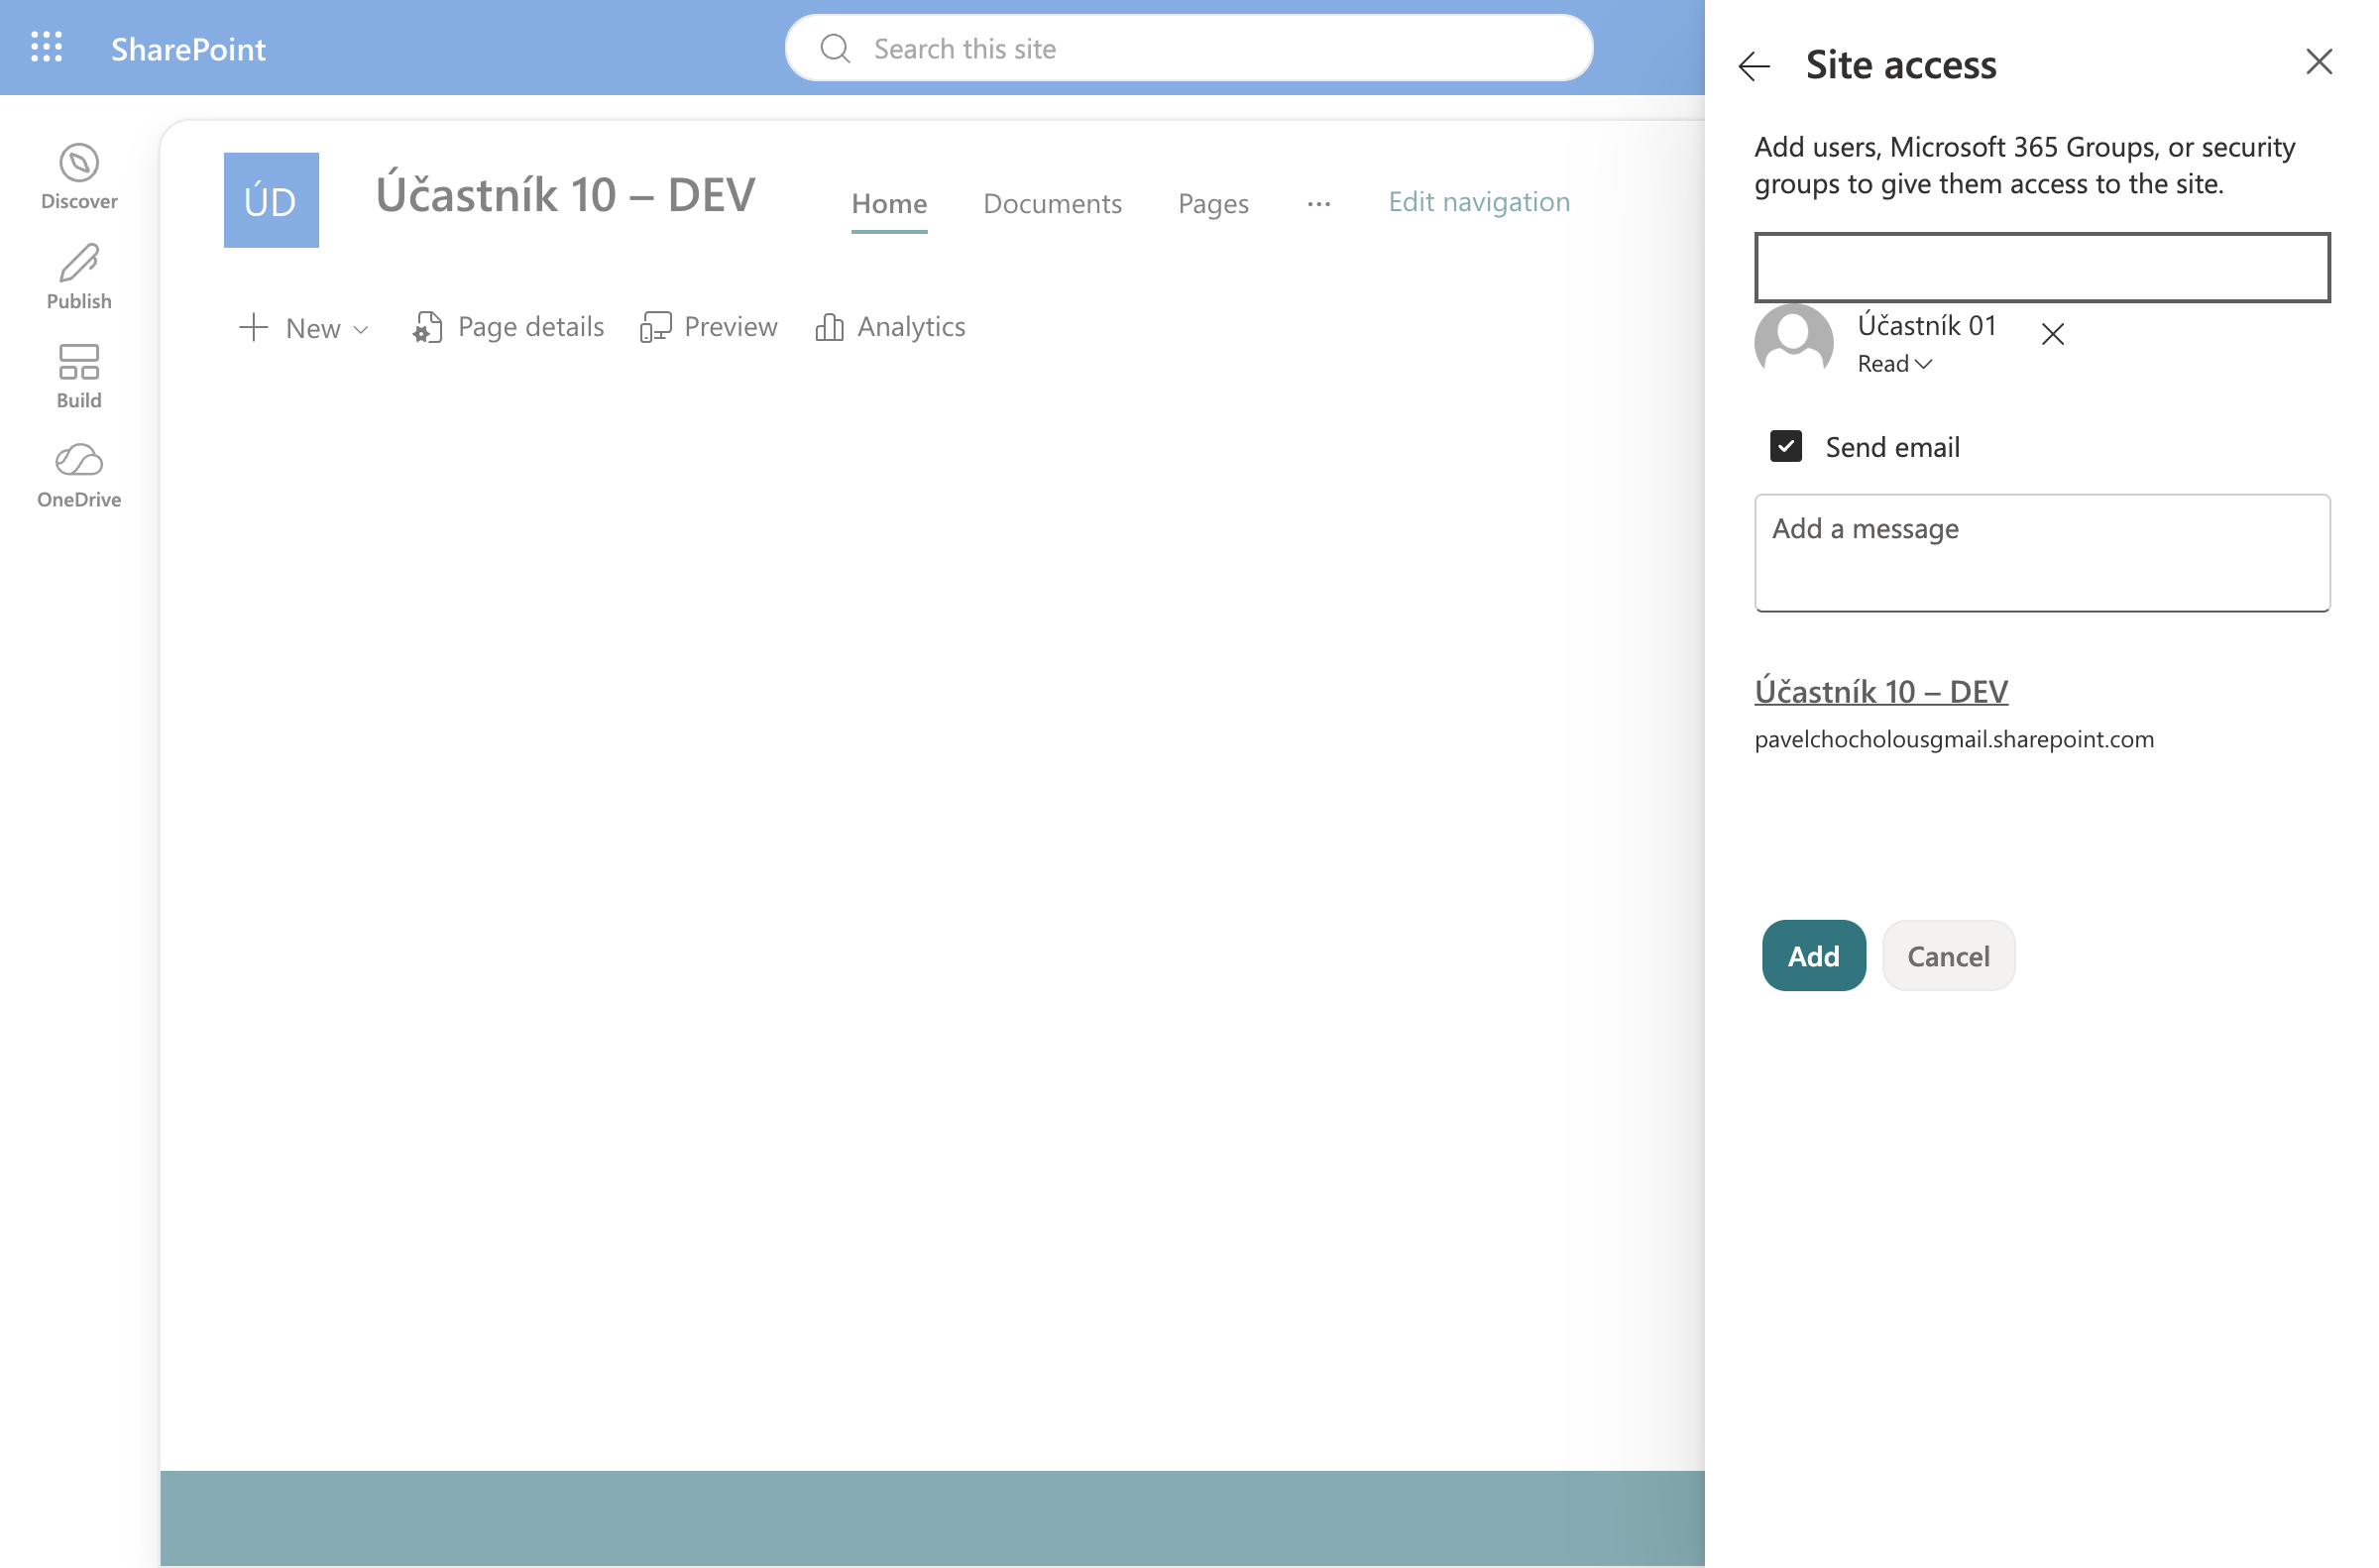 SharePoint
Search this site
Discover
Publish
Build
OneDrive
ÚD
Účastník 10 – DEV
Home
Documents
Pages
Edit navigation
New
Page details
Preview
Analytics
Site access
Add users, Microsoft 365 Groups, or security
groups to give them access to the site.
Účastník 01
Read
Send email
Add a message
Účastník 10 – DEV
pavelchocholousgmail.sharepoint.com
Add
Cancel